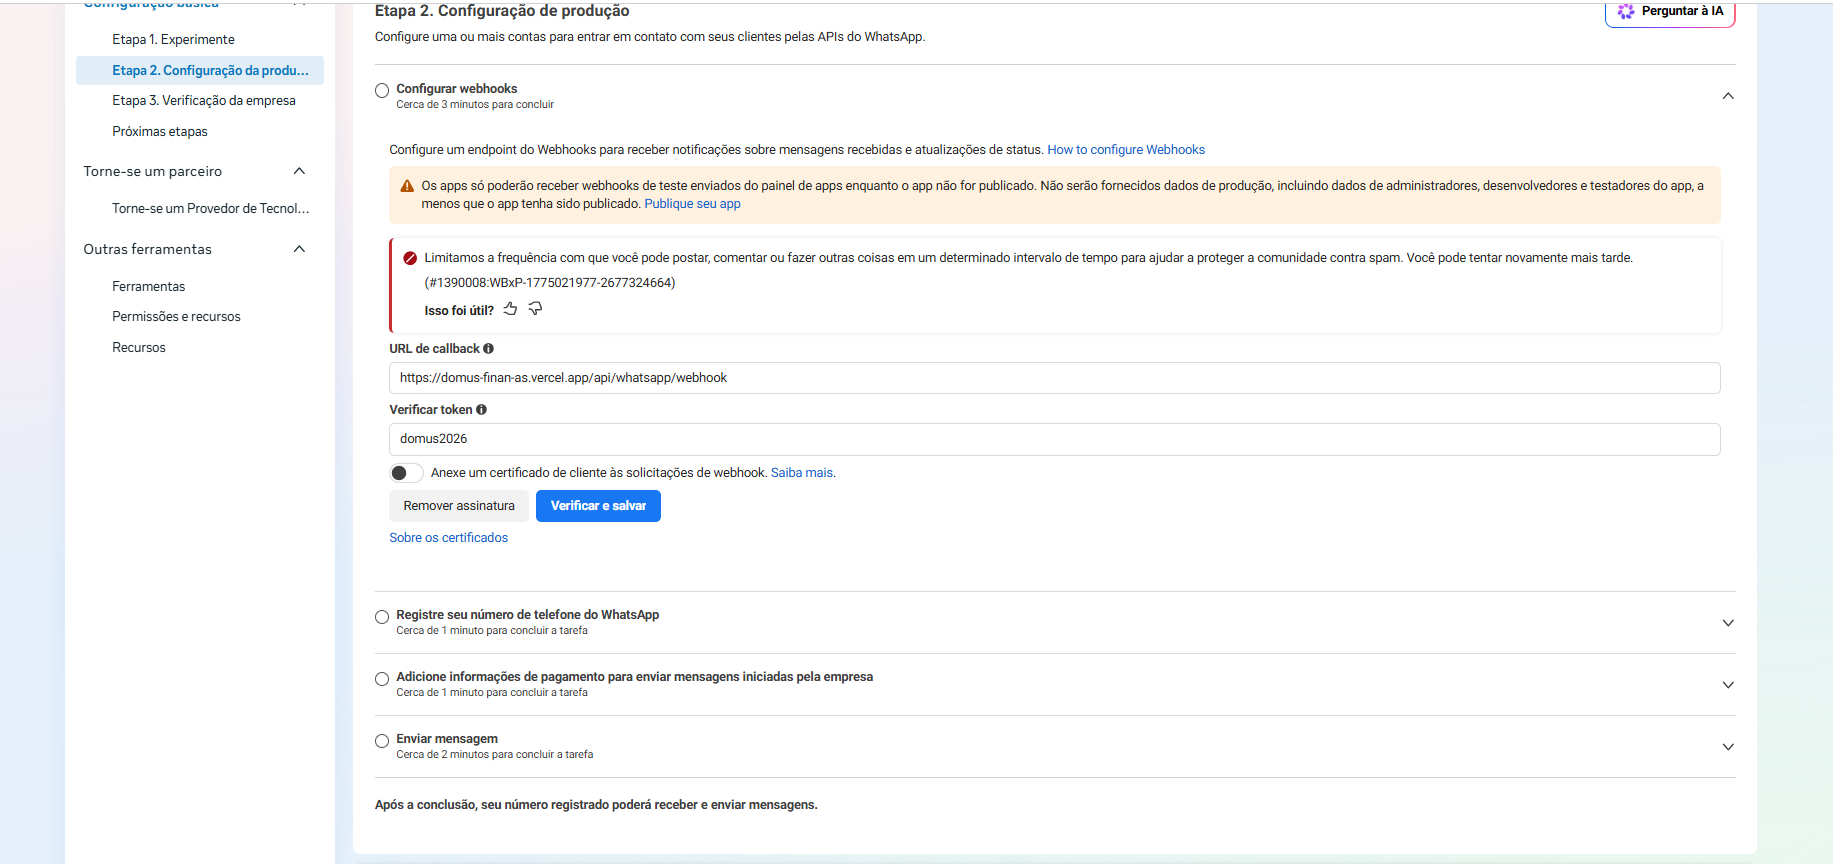 Configuração básica
Etapa 1. Experimente
Etapa 2. Configuração da produ...
Etapa 3. Verificação da empresa
Próximas etapas
Torne-se um parceiro
Torne-se um Provedor de Tecnol...
Outras ferramentas
Ferramentas
Permissões e recursos
Recursos
Etapa 2. Configuração de produção
Perguntar à IA
Configure uma ou mais contas para entrar em contato com seus clientes pelas APIs do WhatsApp.
Configurar webhooks
Cerca de 3 minutos para concluir
Configure um endpoint do Webhooks para receber notificações sobre mensagens recebidas e atualizações de status. How to configure Webhooks
Os apps só poderão receber webhooks de teste enviados do painel de apps enquanto o app não for publicado. Não serão fornecidos dados de produção, incluindo dados de administradores, desenvolvedores e testadores do app, a
menos que o app tenha sido publicado. Publique seu app
Limitamos a frequência com que você pode postar, comentar ou fazer outras coisas em um determinado intervalo de tempo para ajudar a proteger a comunidade contra spam. Você pode tentar novamente mais tarde.
(#1390008:WBxP-1775021977-2677324664)
Isso foi útil?
URL de callback
https://domus-finan-as.vercel.app/api/whatsapp/webhook
Verificar token
domus2026
Anexe um certificado de cliente às solicitações de webhook. Saiba mais.
Remover assinatura
Verificar e salvar
Sobre os certificados
Registre seu número de telefone do WhatsApp
Cerca de 1 minuto para concluir a tarefa
Adicione informações de pagamento para enviar mensagens iniciadas pela empresa
Cerca de 1 minuto para concluir a tarefa
Enviar mensagem
Cerca de 2 minutos para concluir a tarefa
Após a conclusão, seu número registrado poderá receber e enviar mensagens.